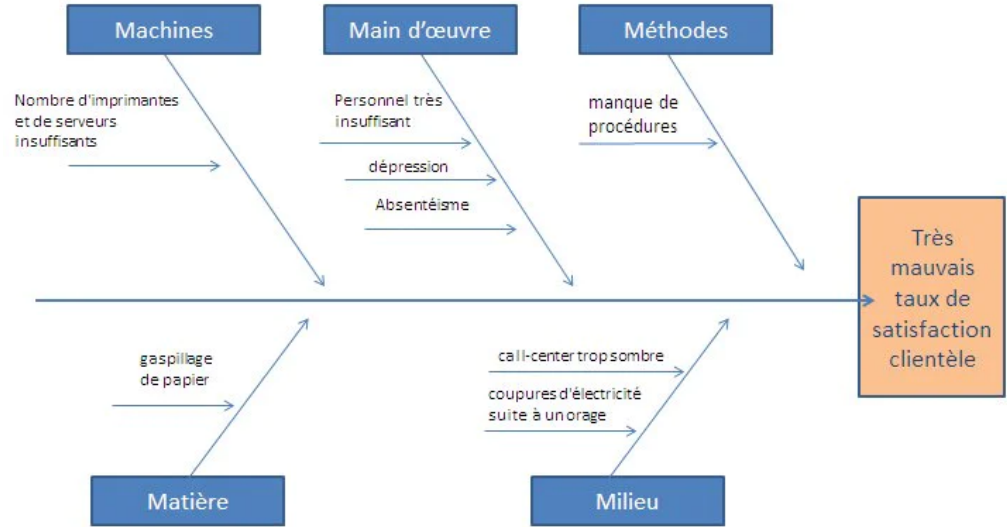 Machines
Main d'œuvre
Méthodes
Nombre d'imprimantes
et de serveurs
insuffisants
Personnel très
insuffisant
dépression
Absentéisme
manque de
procédures
Très
mauvais
taux de
satisfaction
clientèle
gaspillage
de papier
call-center trop sombre
coupures d'électricité
suite à un orage
Matière
Milieu